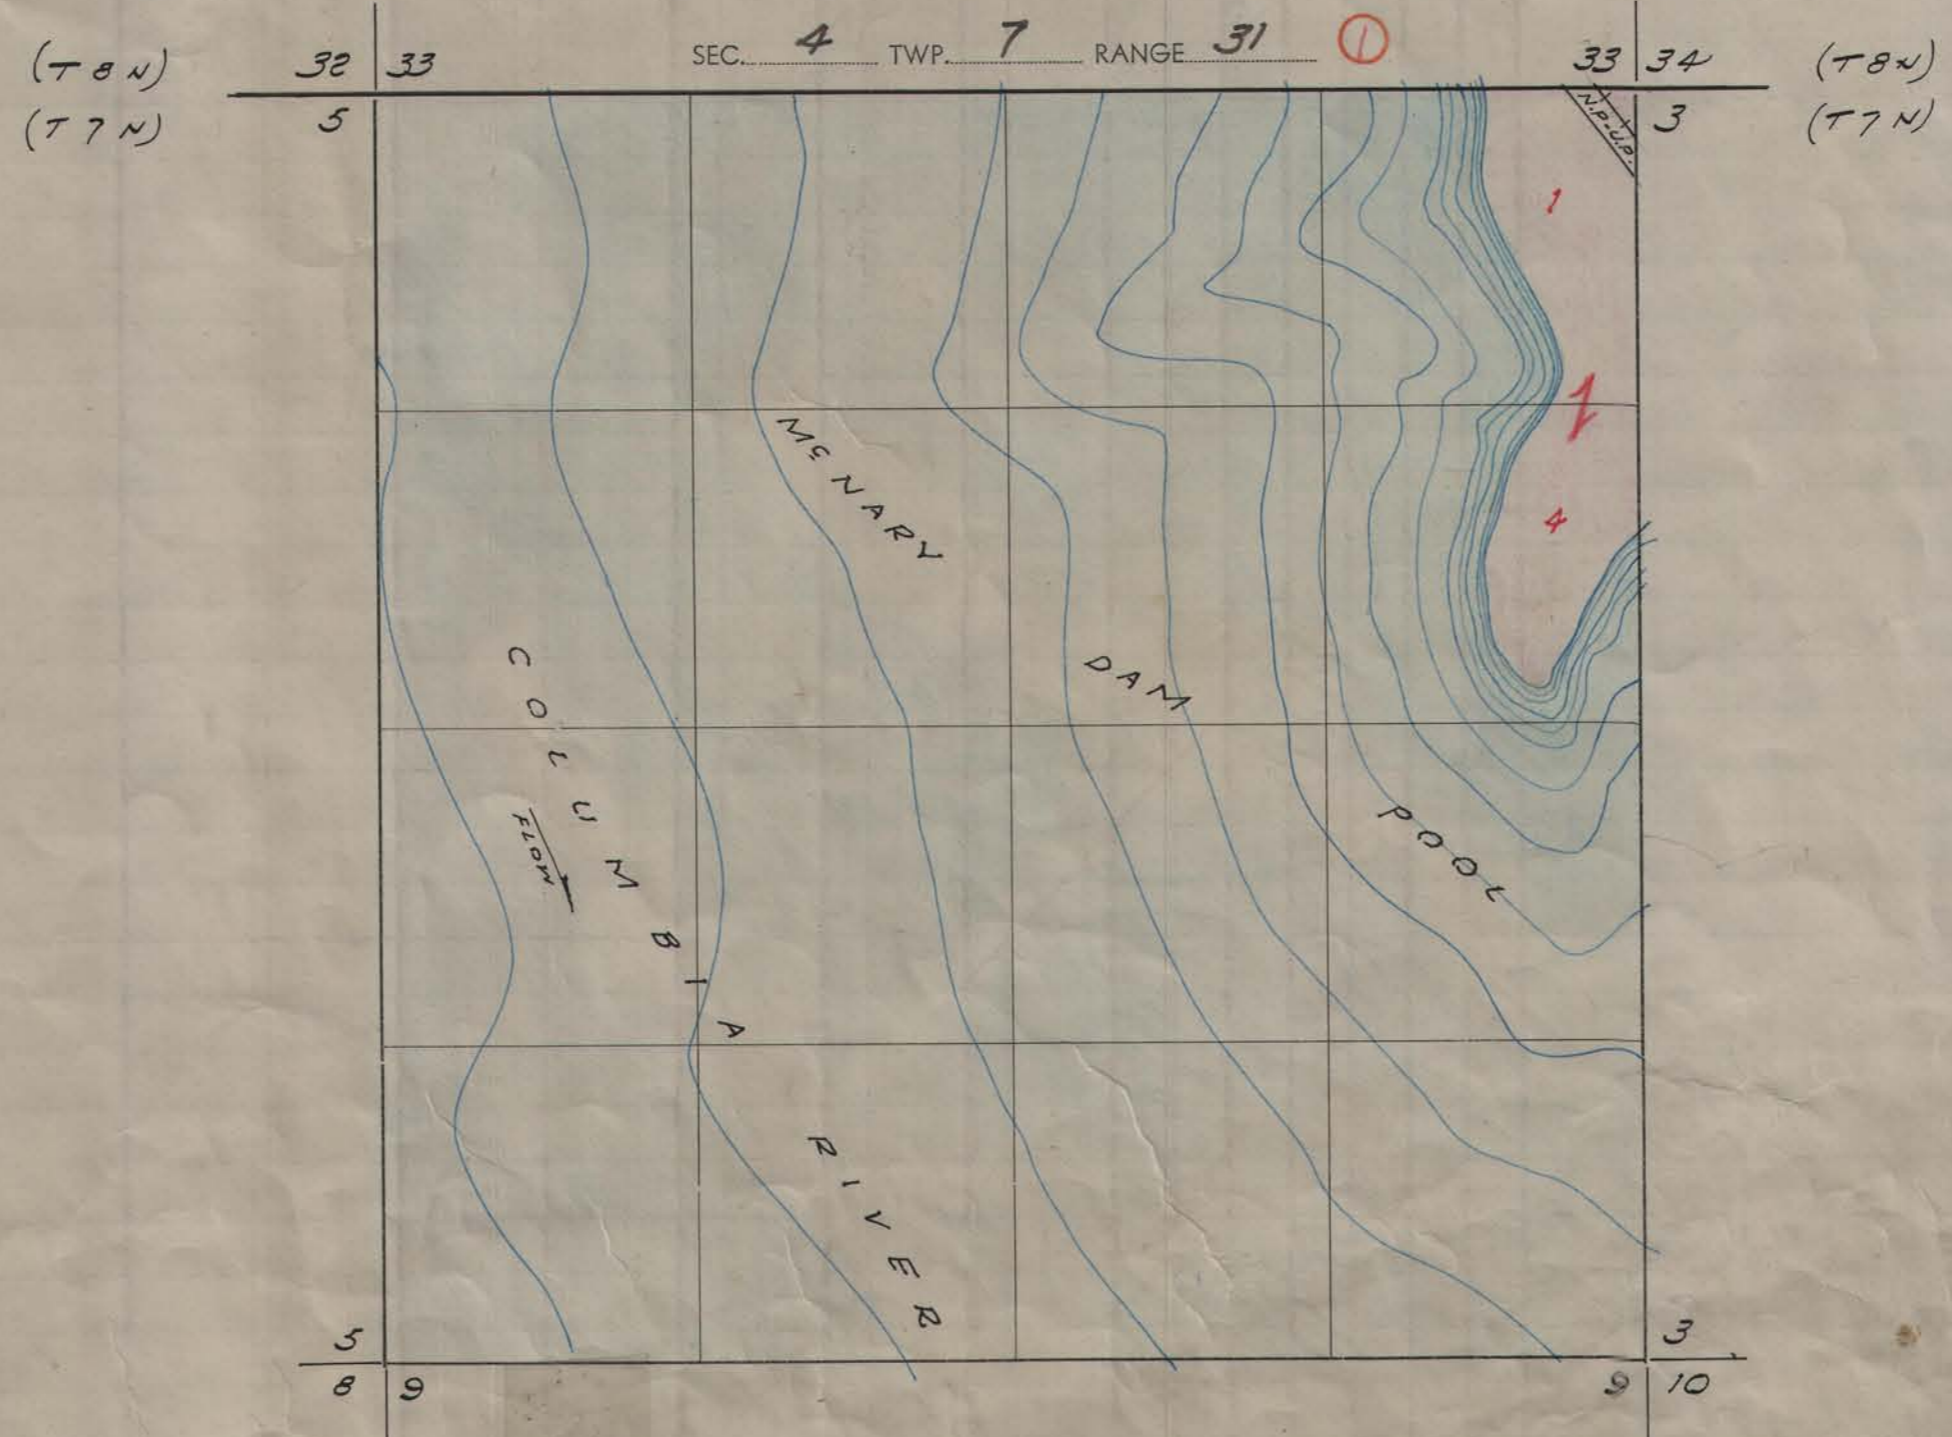 SEC. 4 TWP. 7 RANGE 31 1
(T8N) 32 33 33 34 (T8N)
(T7N) 5 3 (T7N)
N.P.-U.P.
1
McNARY
4
DAM
COLUMBIA
FLOW
POOL
RIVER
5 3
8 9 9 10